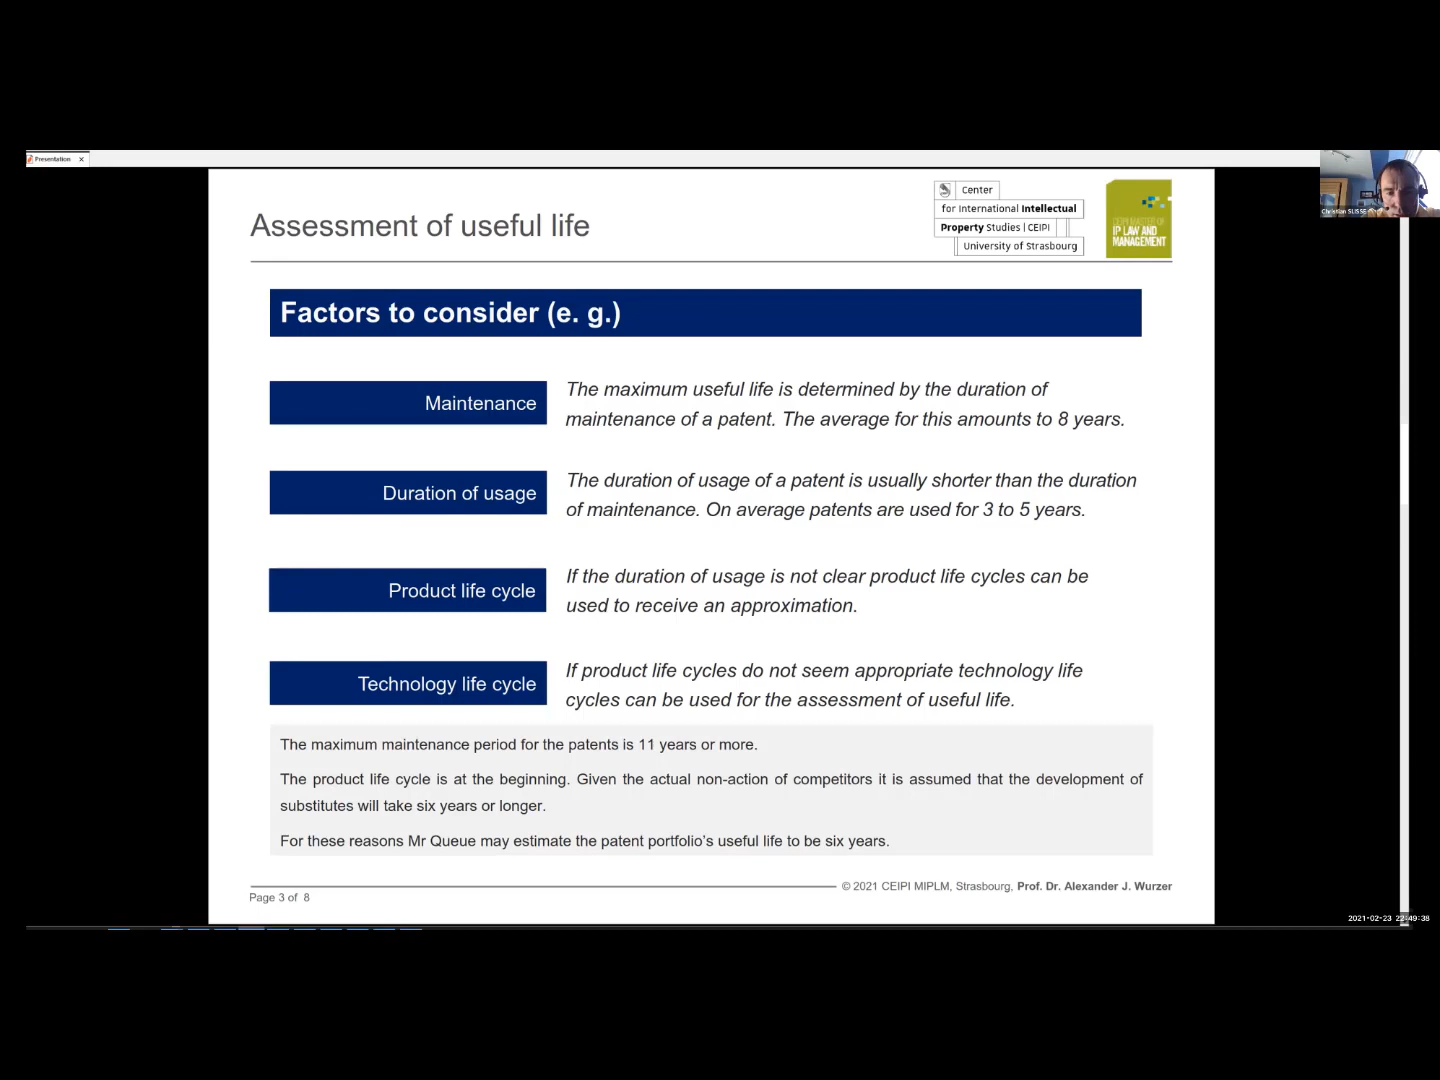 Presentation
Center
for International Intellectual
Property Studies | CEIPI
University of Strasbourg
CEIPI MASTER OF
IP LAW AND
MANAGEMENT
Christian SUSSE
Assessment of useful life
Factors to consider (e. g.)
Maintenance
The maximum useful life is determined by the duration of
maintenance of a patent. The average for this amounts to 8 years.
Duration of usage
The duration of usage of a patent is usually shorter than the duration
of maintenance. On average patents are used for 3 to 5 years.
Product life cycle
If the duration of usage is not clear product life cycles can be
used to receive an approximation.
Technology life cycle
If product life cycles do not seem appropriate technology life
cycles can be used for the assessment of useful life.
The maximum maintenance period for the patents is 11 years or more.
The product life cycle is at the beginning. Given the actual non-action of competitors it is assumed that the development of
substitutes will take six years or longer.
For these reasons Mr Queue may estimate the patent portfolio's useful life to be six years.
© 2021 CEIPI MIPLM, Strasbourg, Prof. Dr. Alexander J. Wurzer
Page 3 of 8
2021-02-23 22:49:38